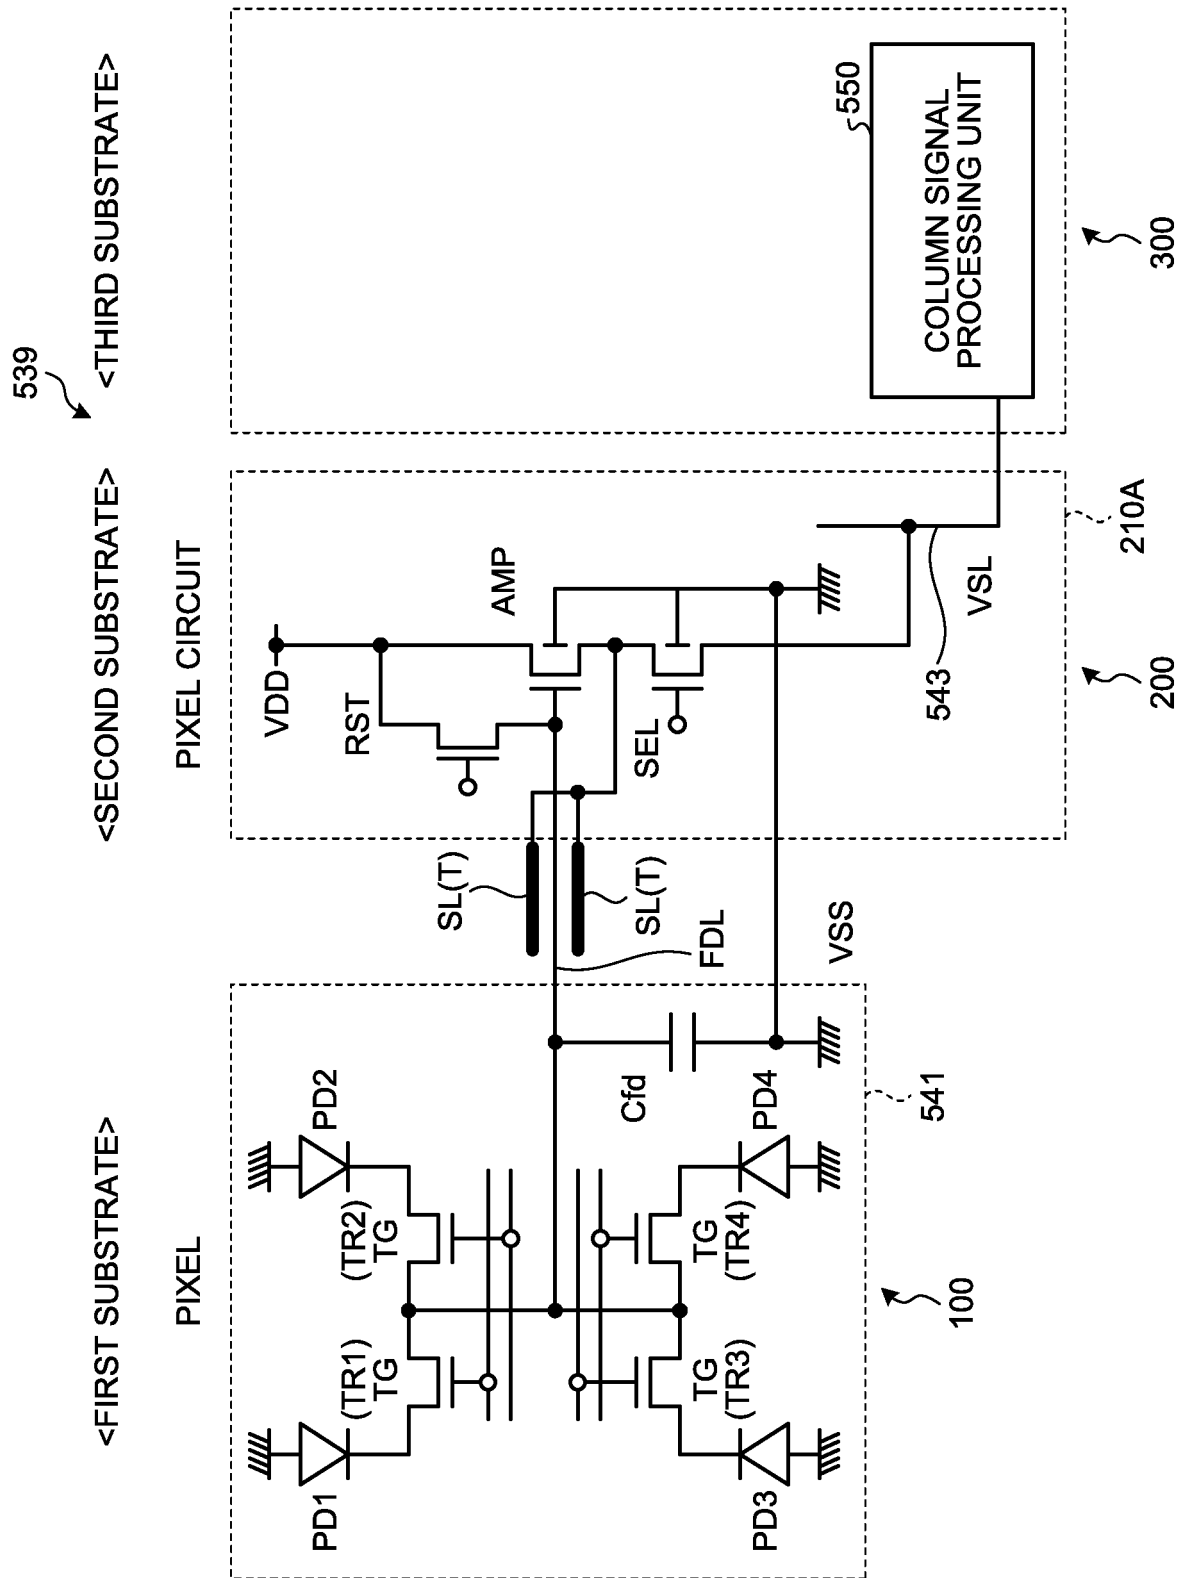 539
<FIRST SUBSTRATE>
<SECOND SUBSTRATE>
<THIRD SUBSTRATE>
PIXEL
PIXEL CIRCUIT
PD1
PD2
(TR1)
TG
(TR2)
TG
TG
(TR3)
TG
(TR4)
PD3
PD4
Cfd
541
100
SL(T)
SL(T)
FDL
VSS
VDD
RST
AMP
SEL
543
VSL
210A
200
550
COLUMN SIGNAL
PROCESSING UNIT
300